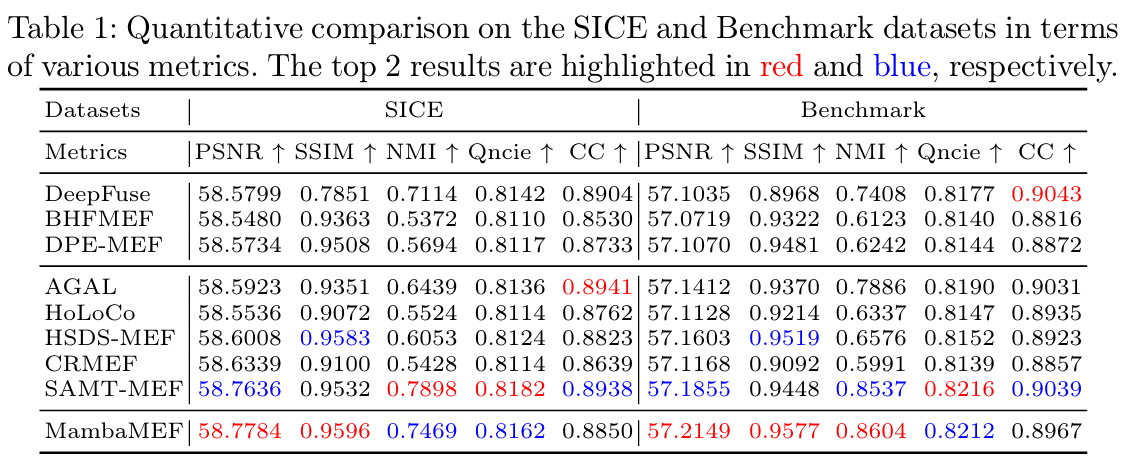 Table 1: Quantitative comparison on the SICE and Benchmark datasets in terms
of various metrics. The top 2 results are highlighted in red and blue, respectively.
Datasets SICE Benchmark
Metrics PSNR ↑ SSIM ↑ NMI ↑ Qncie ↑ CC ↑ PSNR ↑ SSIM ↑ NMI ↑ Qncie ↑ CC ↑
DeepFuse 58.5799 0.7851 0.7114 0.8142 0.8904 57.1035 0.8968 0.7408 0.8177 0.9043
BHFMEF 58.5480 0.9363 0.5372 0.8110 0.8530 57.0719 0.9322 0.6123 0.8140 0.8816
DPE-MEF 58.5734 0.9508 0.5694 0.8117 0.8733 57.1070 0.9481 0.6242 0.8144 0.8872
AGAL 58.5923 0.9351 0.6439 0.8136 0.8941 57.1412 0.9370 0.7886 0.8190 0.9031
HoLoCo 58.5536 0.9072 0.5524 0.8114 0.8762 57.1128 0.9214 0.6337 0.8147 0.8935
HSDS-MEF 58.6008 0.9583 0.6053 0.8124 0.8823 57.1603 0.9519 0.6576 0.8152 0.8923
CRMEF 58.6339 0.9100 0.5428 0.8114 0.8639 57.1168 0.9092 0.5991 0.8139 0.8857
SAMT-MEF 58.7636 0.9532 0.7898 0.8182 0.8938 57.1855 0.9448 0.8537 0.8216 0.9039
MambaMEF 58.7784 0.9596 0.7469 0.8162 0.8850 57.2149 0.9577 0.8604 0.8212 0.8967